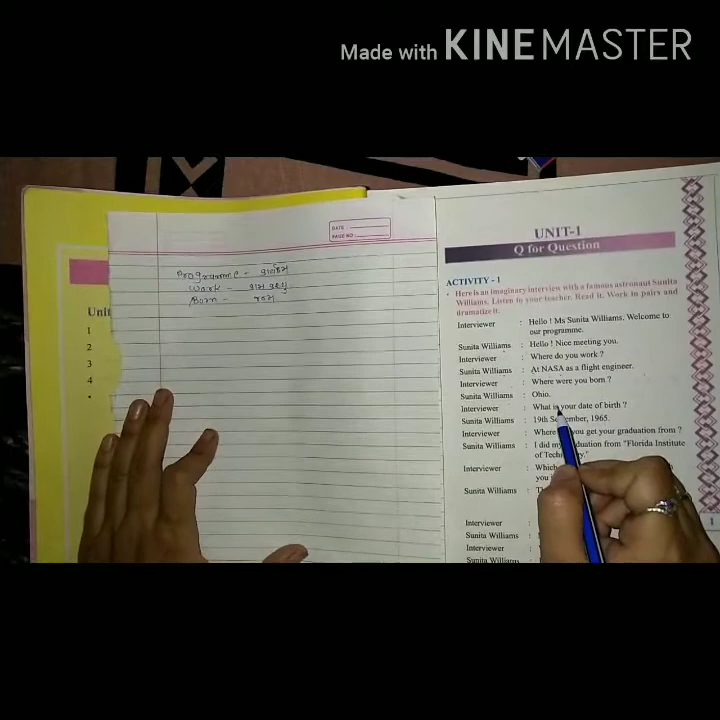 Made with KINEMASTER
DATE :
PAGE NO :
Programme - કાર્યક્રમ
Work - કામ કરવું
Born - જન્મ
Unit
1
2
3
4
UNIT-1
Q for Question
ACTIVITY - 1
• Here is an imaginary interview with a famous astronaut Sunita
Williams. Listen to your teacher. Read it. Work in pairs and
dramatize it.
Interviewer : Hello ! Ms Sunita Williams. Welcome to
our programme.
Sunita Williams : Hello ! Nice meeting you.
Interviewer : Where do you work ?
Sunita Williams : At NASA as a flight engineer.
Interviewer : Where were you born ?
Sunita Williams : Ohio.
Interviewer : What is your date of birth ?
Sunita Williams : 19th September, 1965.
Interviewer : Where you get your graduation from ?
Sunita Williams : I did my graduation from "Florida Institute
of
Interviewer :
Sunita Williams :
Interviewer :
Sunita Williams :
Interviewer :
Sunita Williams :
1